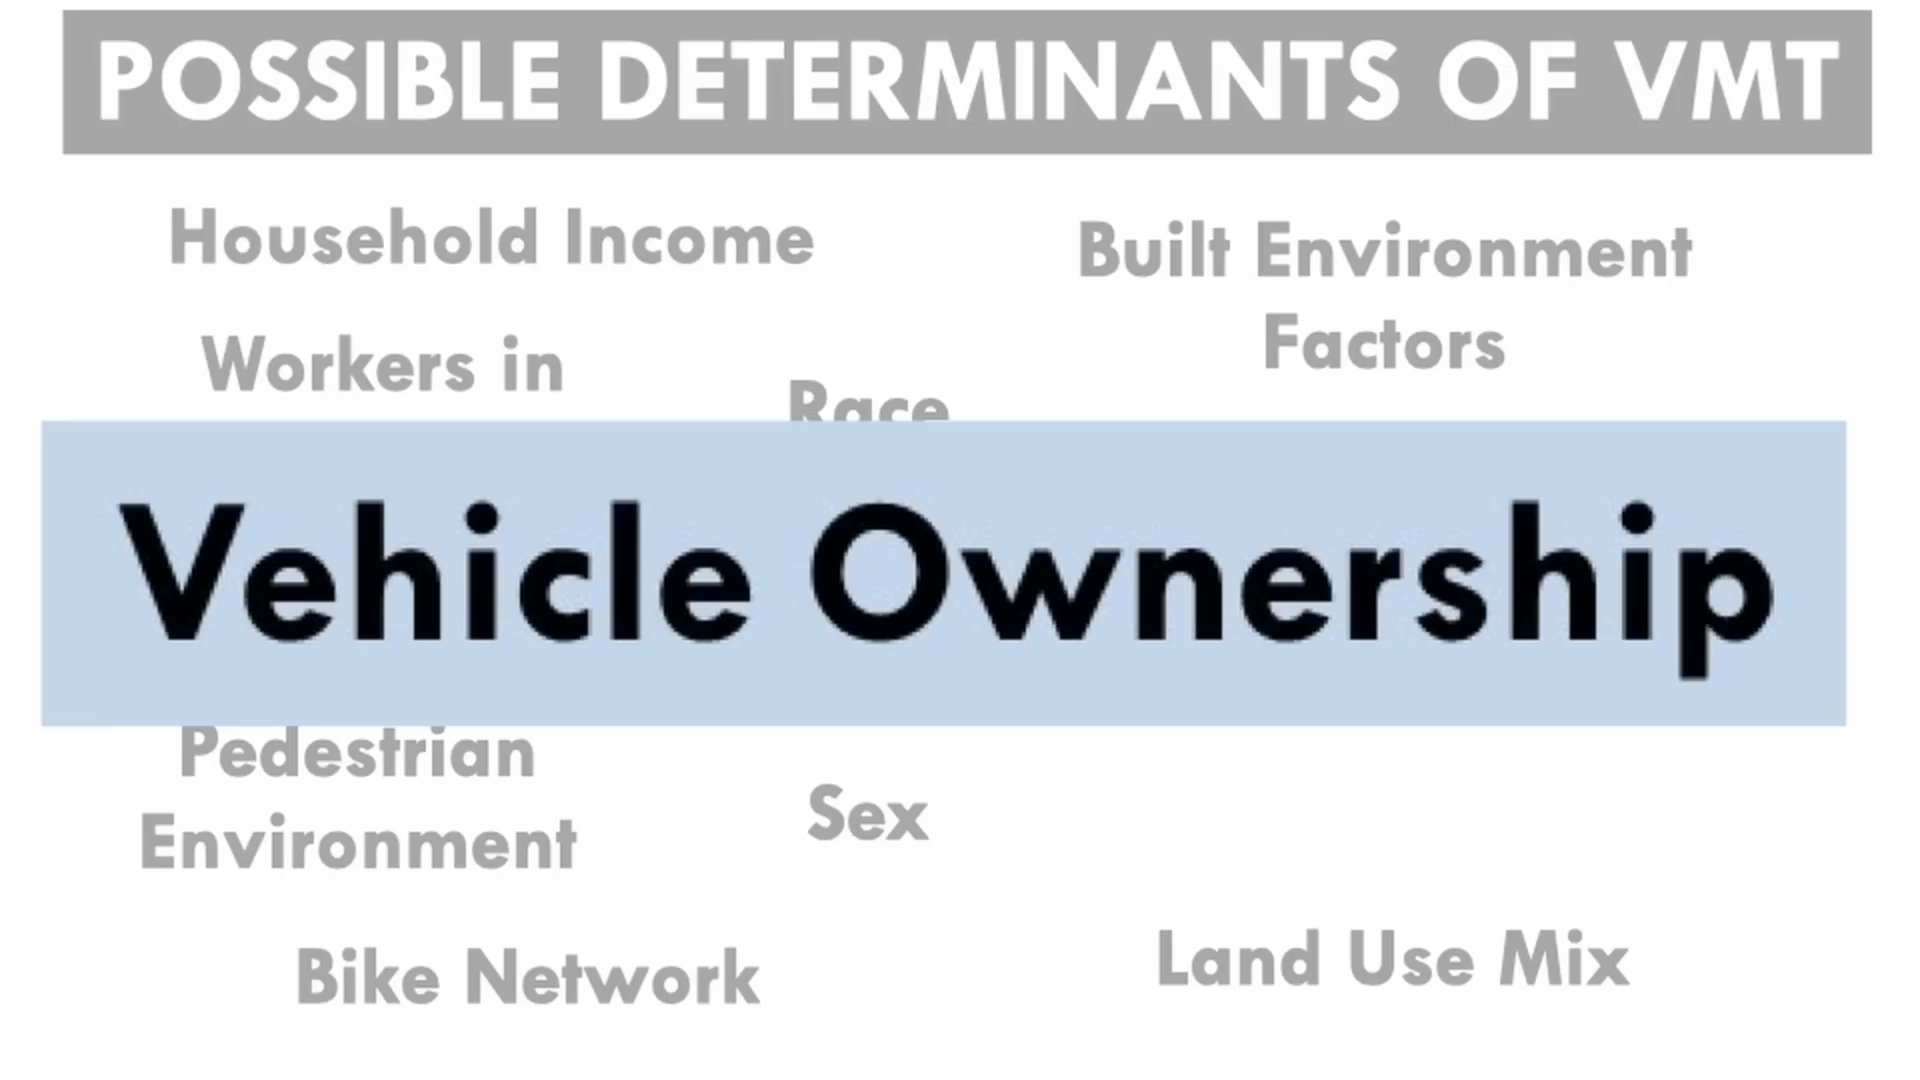 POSSIBLE DETERMINANTS OF VMT
Household Income
Built Environment
Factors
Workers in
Race
Vehicle Ownership
Pedestrian
Environment
Sex
Bike Network
Land Use Mix